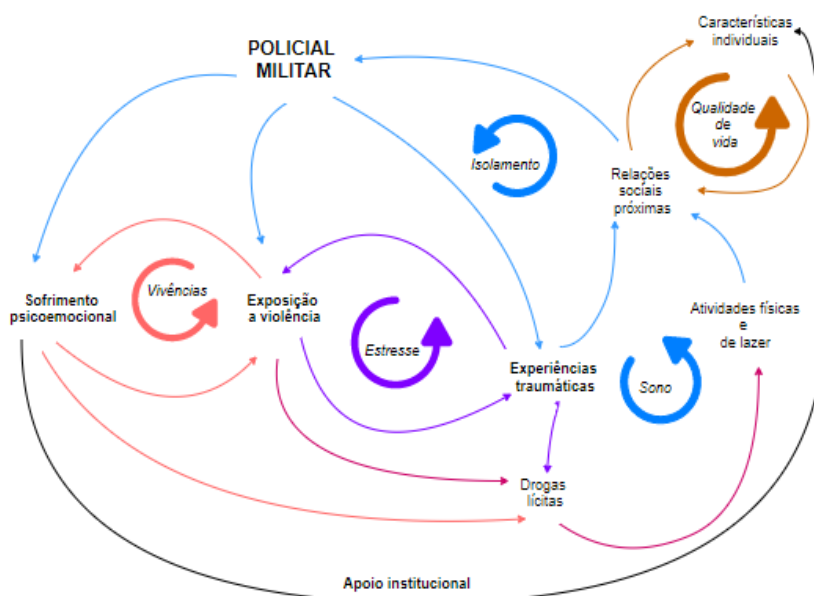 Características
individuais
POLICIAL
MILITAR
Qualidade
de
vida
Isolamento
Relações
sociais
próximas
Vivências
Sofrimento
psicoemocional
Exposição
a violência
Estresse
Atividades físicas
e
de lazer
Experiências
traumáticas
Sono
Drogas
lícitas
Apoio institucional